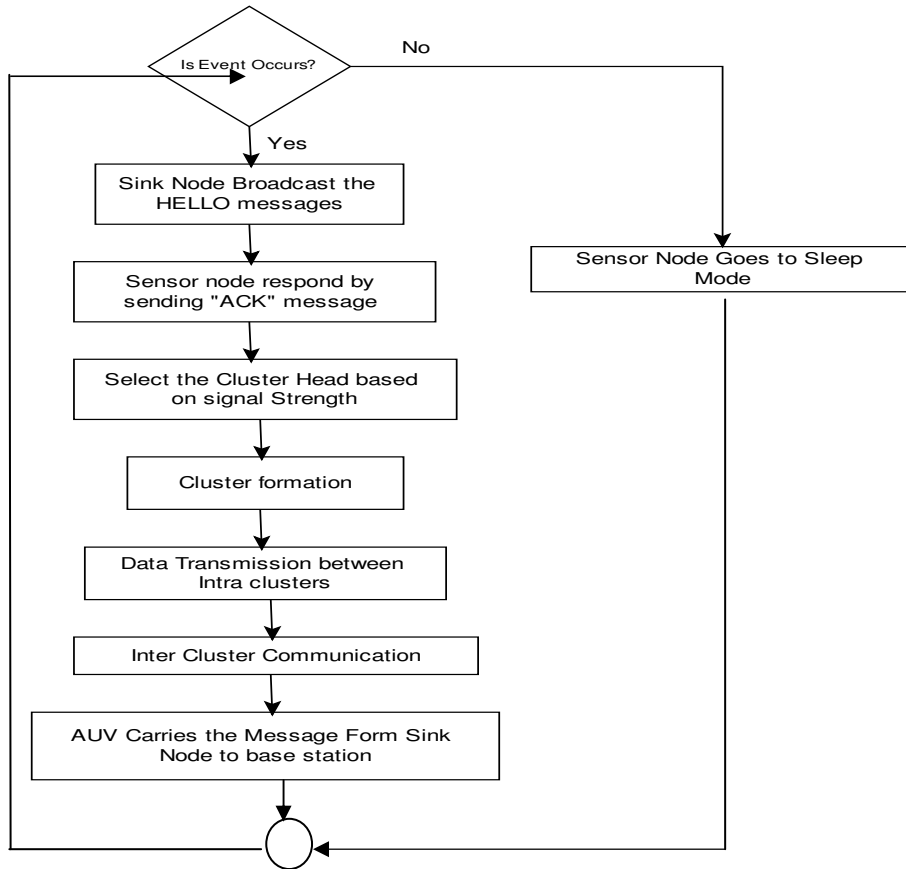 Is Event Occurs?
No
Yes
Sink Node Broadcast the
HELLO messages
Sensor node respond by
sending "ACK" message
Sensor Node Goes to Sleep
Mode
Select the Cluster Head based
on signal Strength
Cluster formation
Data Transmission between
Intra clusters
Inter Cluster Communication
AUV Carries the Message Form Sink
Node to base station